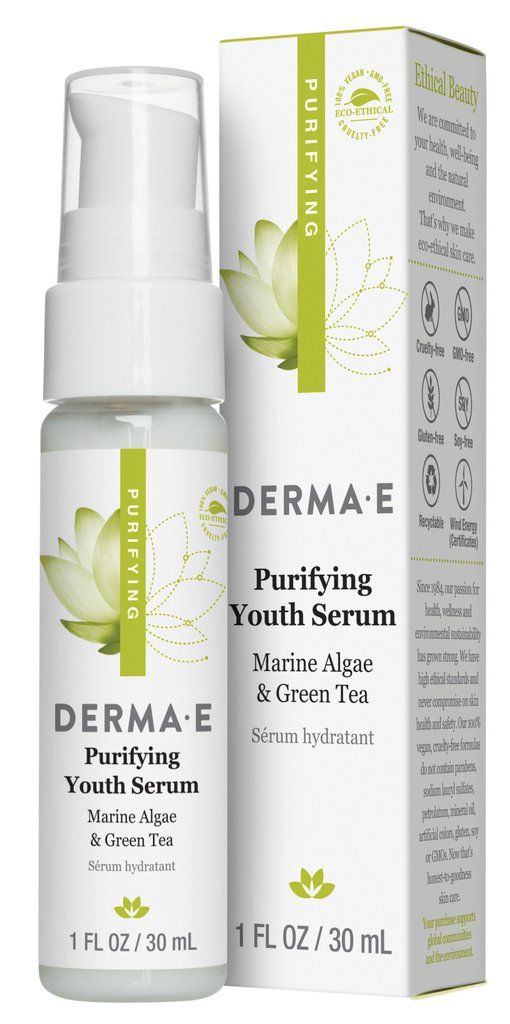 PURIFYING
100% VEGAN • GMO-FREE
ECO-ETHICAL
CRUELTY-FREE
DERMA·E
Purifying
Youth Serum
Marine Algae
& Green Tea
Sérum hydratant
1 FL OZ / 30 mL
Ethical Beauty
We are committed to
your health, well-being
and the natural
environment.
That's why we make
eco-ethical skin care.
Cruelty-free
GMO
GMO-free
Gluten-free
SOY
Soy-free
Recyclable
Wind Energy
(Certificates)
Since 1984, our passion for
health, wellness and
environmental sustainability
has grown strong. We have
high ethical standards and
never compromise on skin
health and safety. Our 100%
vegan, cruelty-free formulas
do not contain parabens,
sodium lauryl sulfates,
petrolatum, mineral oil,
artificial colors, gluten, soy
or GMOs. Now that's
honest-to-goodness
skin care.
Your purchase supports
global communities
and the environment.
PURIFYING
100% VEGAN • GM
ECO-ETHIC
CRUELTY-FR
DERMA·E
Purifying
Youth Serum
Marine Algae
& Green Tea
Sérum hydratant
1 FL OZ / 30 mL